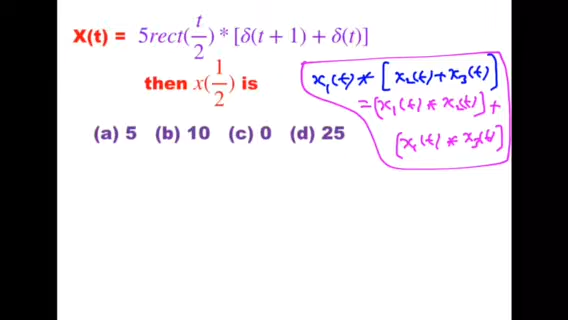 X(t) = 5rect(t/2) * [δ(t + 1) + δ(t)]
then x(1/2) is
(a) 5 (b) 10 (c) 0 (d) 25
x₁(t) * [x₂(t) + x₃(t)]
= [x₁(t) * x₂(t)] +
[x₁(t) * x₃(t)]